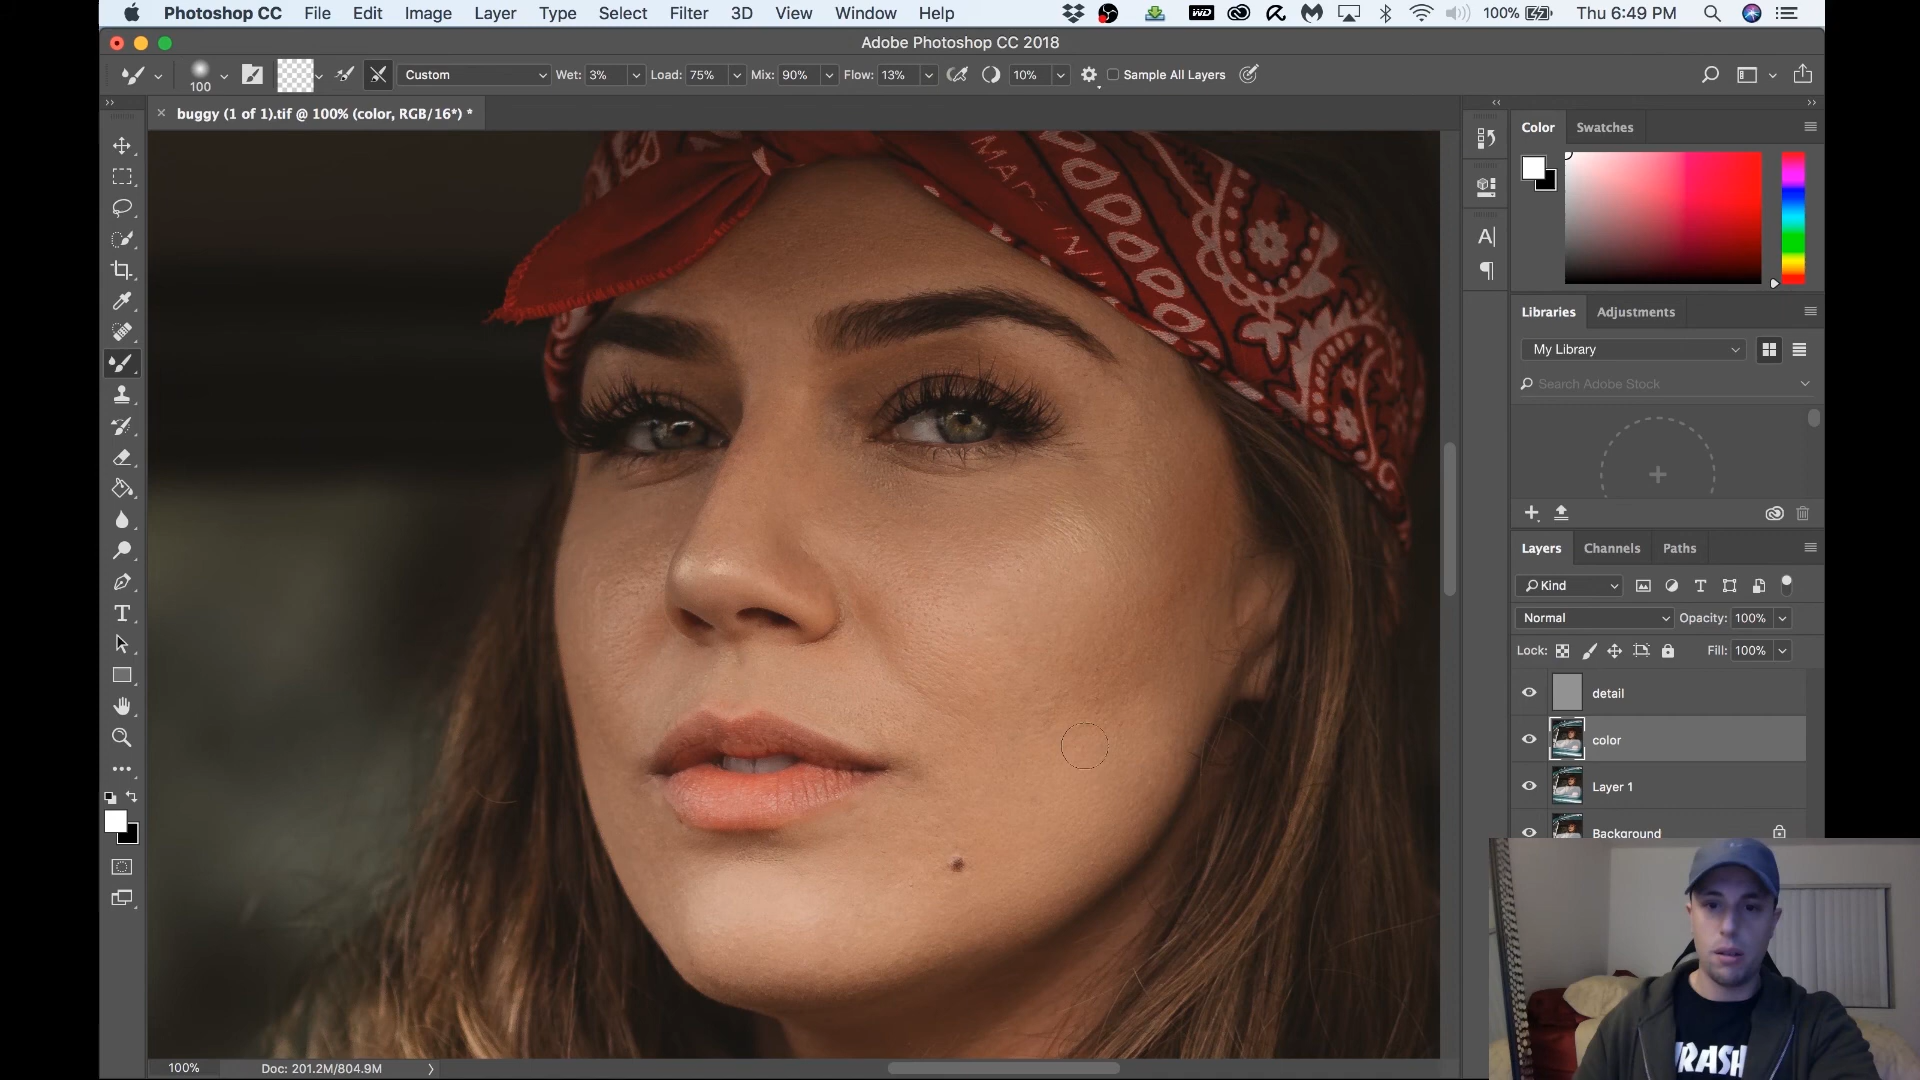 Photoshop CC File Edit Image Layer Type Select Filter 3D View Window Help WD 100% Thu 6:49 PM
Adobe Photoshop CC 2018
100 Custom Wet: 3% Load: 75% Mix: 90% Flow: 13% 10% Sample All Layers
buggy (1 of 1).tif @ 100% (color, RGB/16*) *
Color Swatches
MADE IN
Libraries Adjustments
My Library
Search Adobe Stock
Layers Channels Paths
Kind
Normal Opacity: 100%
Lock: Fill: 100%
detail
color
Layer 1
Background
100% Doc: 201.2M/804.9M